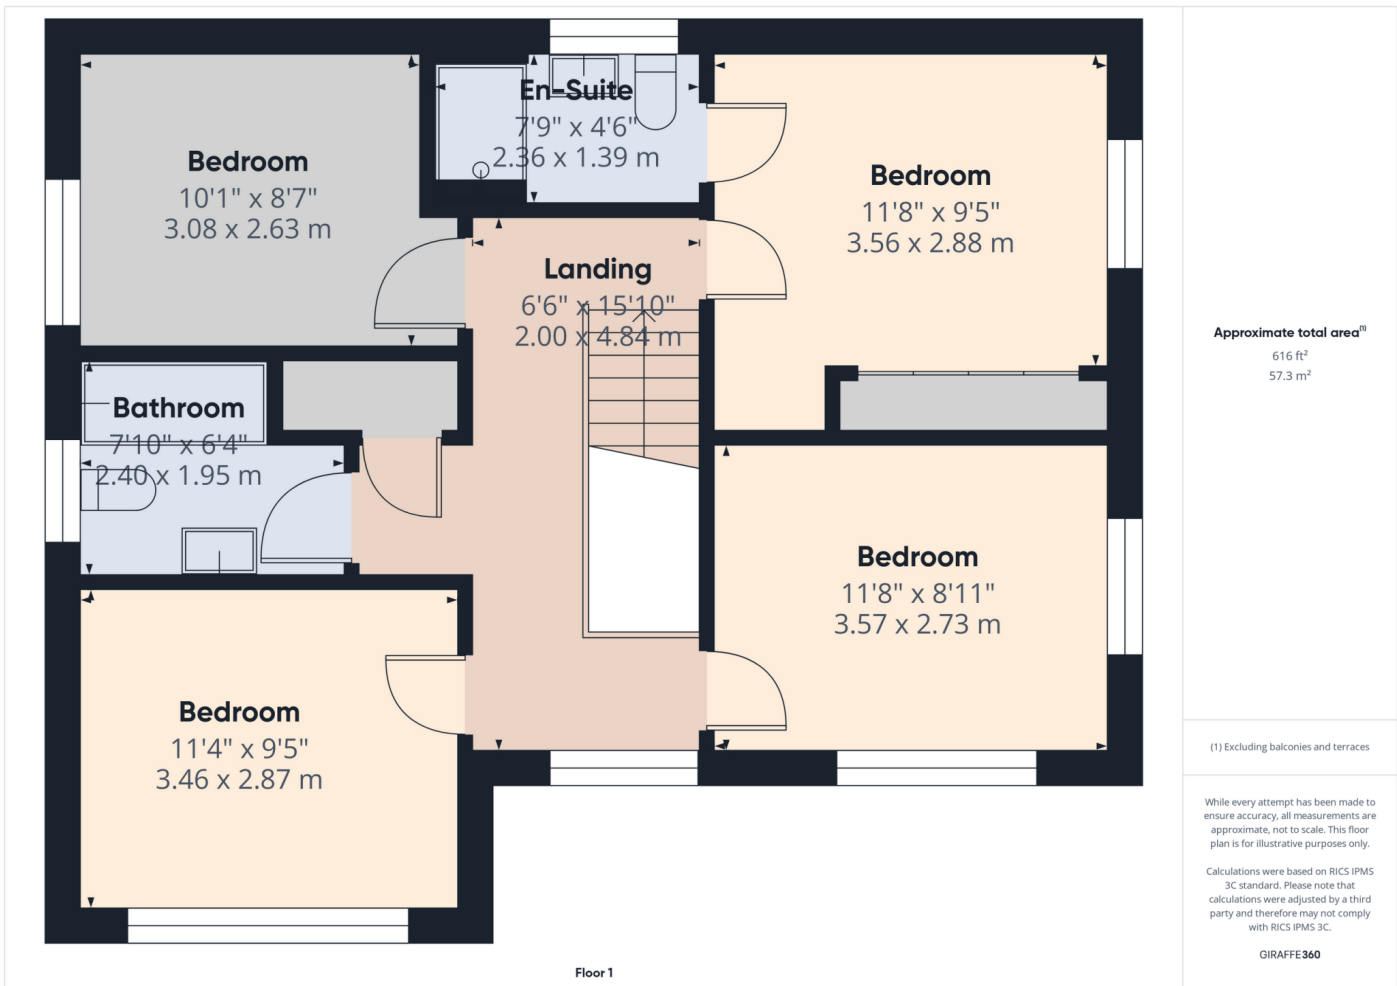 En-Suite
7'9" x 4'6"
2.36 x 1.39 m
Bedroom
10'1" x 8'7"
3.08 x 2.63 m
Bedroom
11'8" x 9'5"
3.56 x 2.88 m
Landing
6'6" x 15'10"
2.00 x 4.84 m
Bathroom
7'10" x 6'4"
2.40 x 1.95 m
Bedroom
11'8" x 8'11"
3.57 x 2.73 m
Bedroom
11'4" x 9'5"
3.46 x 2.87 m
Floor 1
Approximate total area(1)
616 ft²
57.3 m²
(1) Excluding balconies and terraces
While every attempt has been made to
ensure accuracy, all measurements are
approximate, not to scale. This floor
plan is for illustrative purposes only.
Calculations were based on RICS IPMS
3C standard. Please note that
calculations were adjusted by a third
party and therefore may not comply
with RICS IPMS 3C.
GIRAFFE360